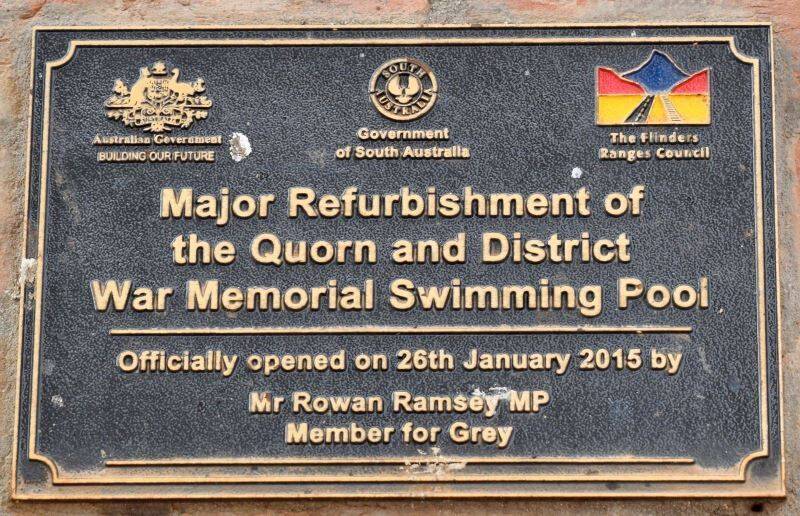 SOUTH
AUSTRALIA
Australian Government
BUILDING OUR FUTURE
Government
of South Australia
The Flinders
Ranges Council
Major Refurbishment of
the Quorn and District
War Memorial Swimming Pool
Officially opened on 26th January 2015 by
Mr Rowan Ramsey MP
Member for Grey